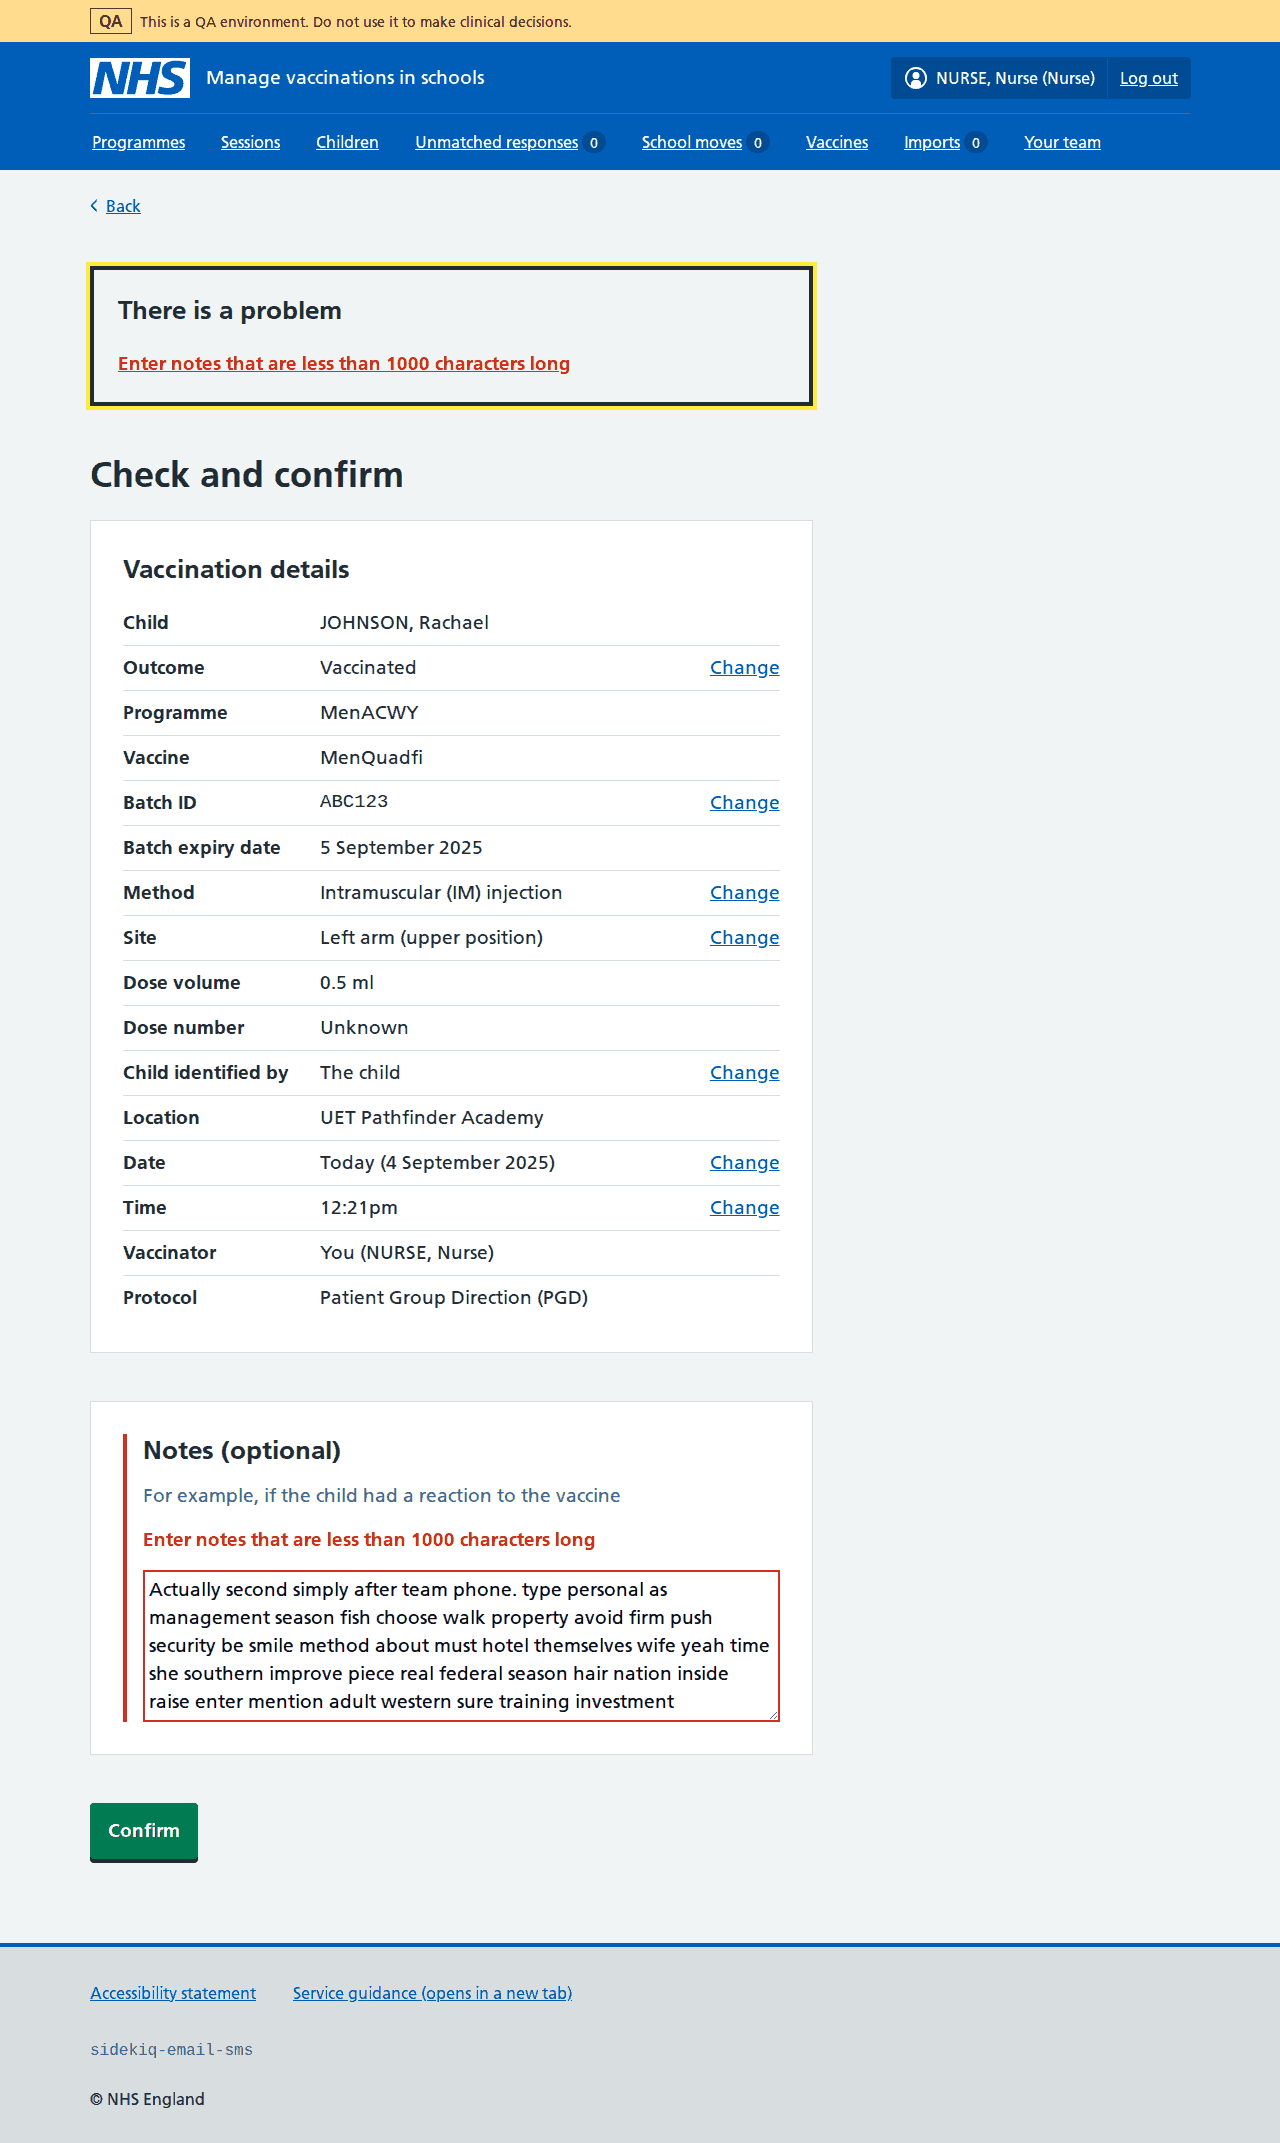 QA This is a QA environment. Do not use it to make clinical decisions.
NHS Manage vaccinations in schools NURSE, Nurse (Nurse) Log out
Programmes Sessions Children Unmatched responses 0 School moves 0 Vaccines Imports 0 Your team
Back
There is a problem
Enter notes that are less than 1000 characters long
Check and confirm
Vaccination details
Child JOHNSON, Rachael
Outcome Vaccinated Change
Programme MenACWY
Vaccine MenQuadfi
Batch ID ABC123 Change
Batch expiry date 5 September 2025
Method Intramuscular (IM) injection Change
Site Left arm (upper position) Change
Dose volume 0.5 ml
Dose number Unknown
Child identified by The child Change
Location UET Pathfinder Academy
Date Today (4 September 2025) Change
Time 12:21pm Change
Vaccinator You (NURSE, Nurse)
Protocol Patient Group Direction (PGD)
Notes (optional)
For example, if the child had a reaction to the vaccine
Enter notes that are less than 1000 characters long
Actually second simply after team phone. type personal as
management season fish choose walk property avoid firm push
security be smile method about must hotel themselves wife yeah time
she southern improve piece real federal season hair nation inside
raise enter mention adult western sure training investment
Confirm
Accessibility statement Service guidance (opens in a new tab)
sidekiq-email-sms
© NHS England